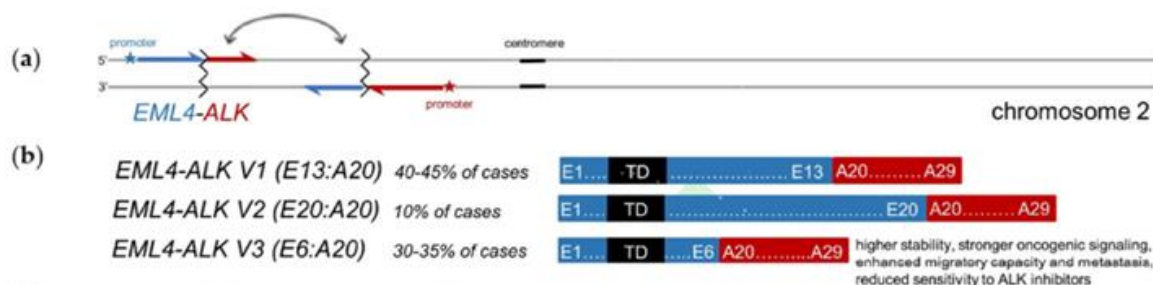 (a)
promoter
centromere
5'
3'
promoter
EML4-ALK
chromosome 2
(b)
EML4-ALK V1 (E13:A20) 40-45% of cases E1.... TD ..................... E13 A20.........A29
EML4-ALK V2 (E20:A20) 10% of cases E1.... TD ..................................... E20 A20.........A29
EML4-ALK V3 (E6:A20) 30-35% of cases E1.... TD .....E6 A20..........A29
higher stability, stronger oncogenic signaling,
enhanced migratory capacity and metastasis,
reduced sensitivity to ALK inhibitors